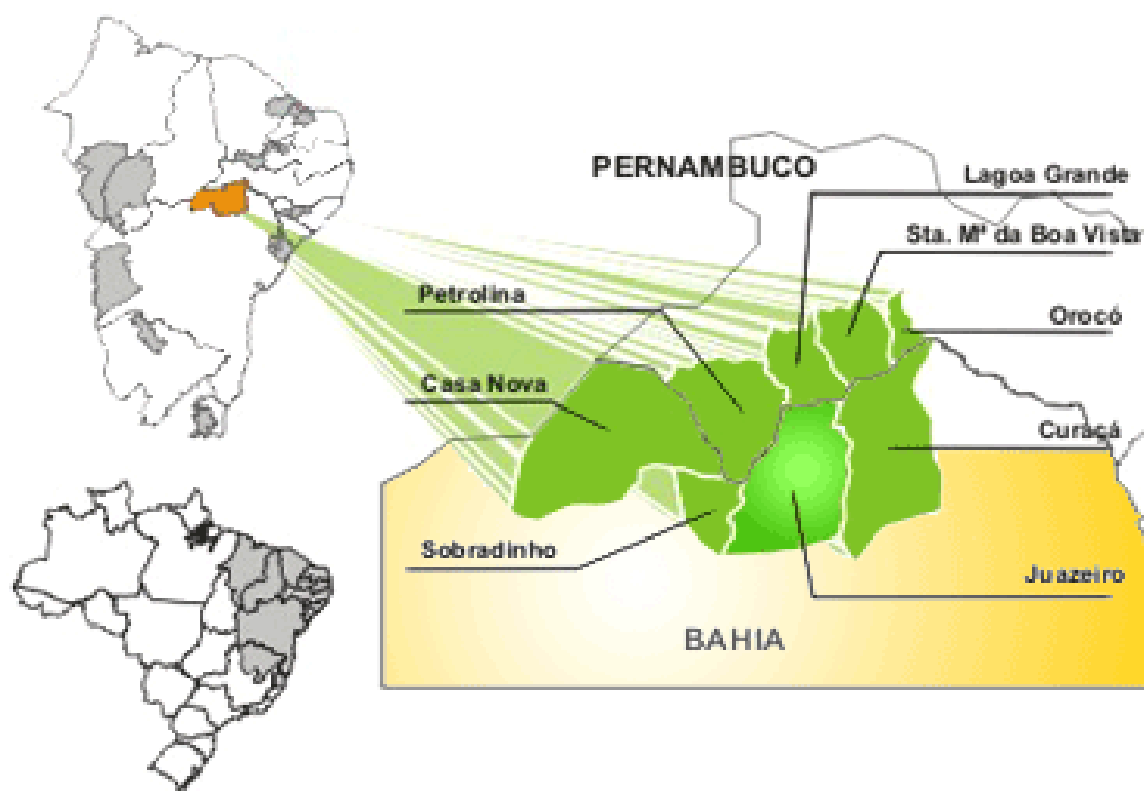 PERNAMBUCO
Lagoa Grande
Sta. Mª da Boa Vista
Petrolina
Orocó
Casa Nova
Curaçá
Sobradinho
Juazeiro
BAHIA